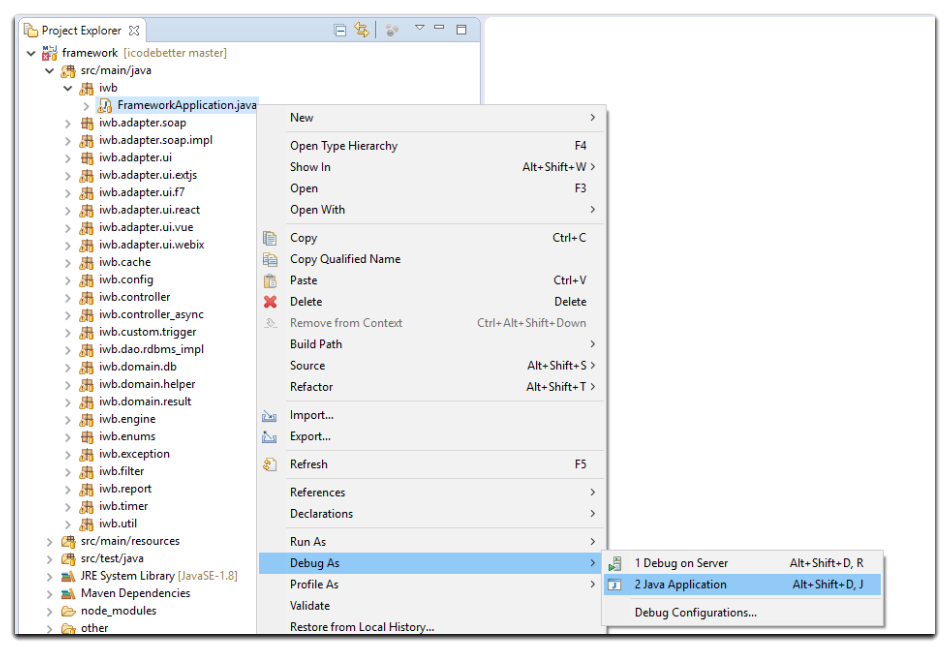 Project Explorer
framework [icodebetter master]
src/main/java
iwb
FrameworkApplication.java
iwb.adapter.soap
iwb.adapter.soap.impl
iwb.adapter.ui
iwb.adapter.ui.extjs
iwb.adapter.ui.f7
iwb.adapter.ui.react
iwb.adapter.ui.vue
iwb.adapter.ui.webix
iwb.cache
iwb.config
iwb.controller
iwb.controller_async
iwb.custom.trigger
iwb.dao.rdbms_impl
iwb.domain.db
iwb.domain.helper
iwb.domain.result
iwb.engine
iwb.enums
iwb.exception
iwb.filter
iwb.report
iwb.timer
iwb.util
src/main/resources
src/test/java
JRE System Library [JavaSE-1.8]
Maven Dependencies
node_modules
other
New
Open Type Hierarchy F4
Show In Alt+Shift+W
Open F3
Open With
Copy Ctrl+C
Copy Qualified Name
Paste Ctrl+V
Delete Delete
Remove from Context Ctrl+Alt+Shift+Down
Build Path
Source Alt+Shift+S
Refactor Alt+Shift+T
Import...
Export...
Refresh F5
References
Declarations
Run As
Debug As
Profile As
Validate
Restore from Local History...
1 Debug on Server Alt+Shift+D, R
2 Java Application Alt+Shift+D, J
Debug Configurations...